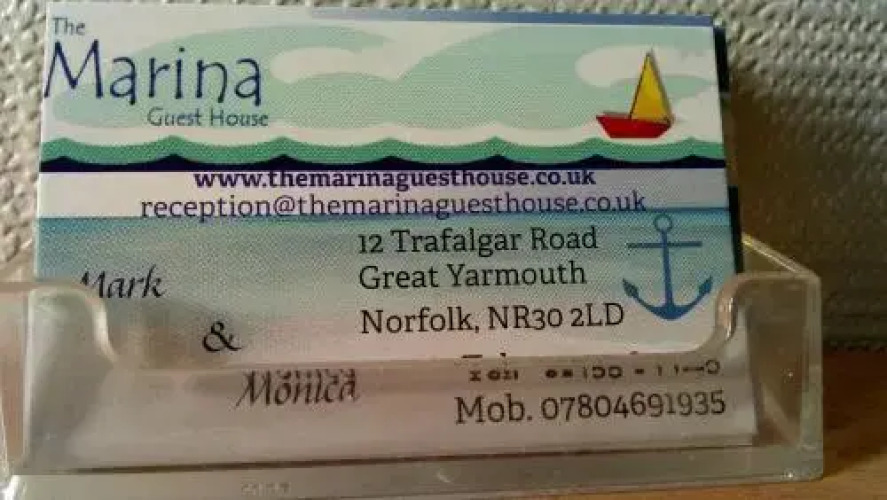 The
Marina
Guest House
www.themarinaguesthouse.co.uk
reception@themarinaguesthouse.co.uk
12 Trafalgar Road
Great Yarmouth
Mark
Norfolk, NR30 2LD
&
Monica
Mob. 07804691935